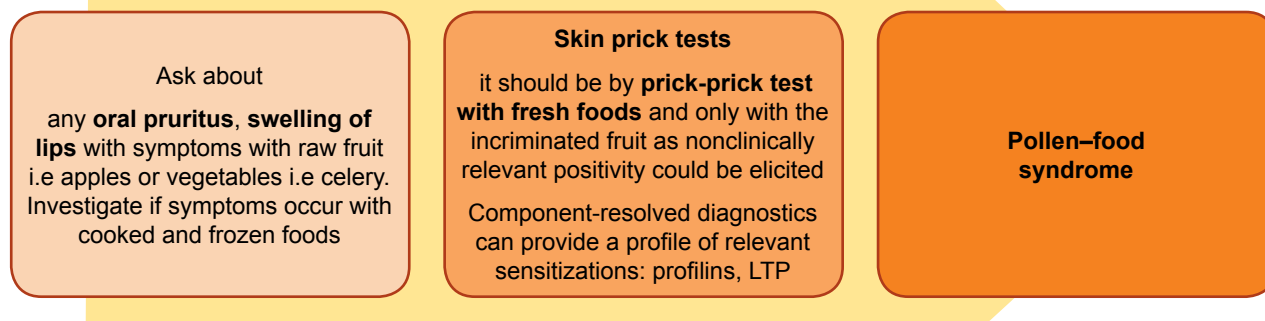 Ask about
any oral pruritus, swelling of
lips with symptoms with raw fruit
i.e apples or vegetables i.e celery.
Investigate if symptoms occur with
cooked and frozen foods
Skin prick tests
it should be by prick-prick test
with fresh foods and only with the
incriminated fruit as nonclinically
relevant positivity could be elicited
Component-resolved diagnostics
can provide a profile of relevant
sensitizations: profilins, LTP
Pollen–food
syndrome